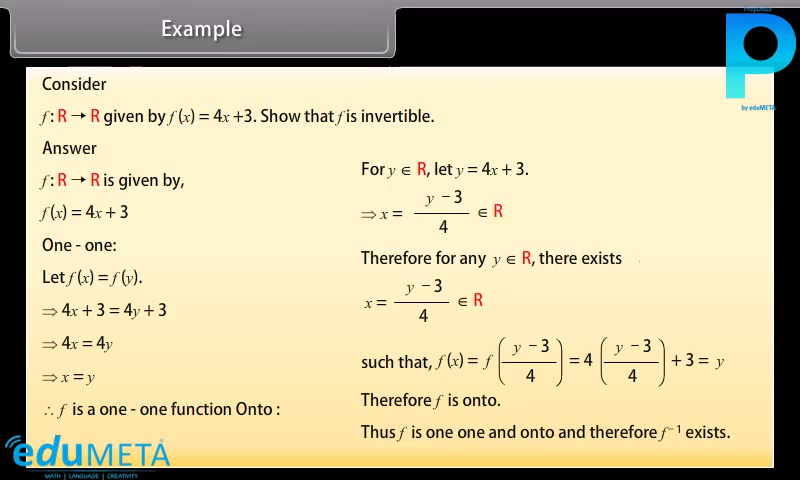 Example
Consider
f : R → R given by f(x) = 4x +3. Show that f is invertible.
Answer
f : R → R is given by,
f(x) = 4x + 3
One - one:
Let f(x) = f(y).
⇒ 4x + 3 = 4y + 3
⇒ 4x = 4y
⇒ x = y
∴ f is a one - one function Onto :
For y ∈ R, let y = 4x + 3.
⇒ x = (y − 3)/4 ∈ R
Therefore for any y ∈ R, there exists
x = (y − 3)/4 ∈ R
such that, f(x) = f((y − 3)/4) = 4((y − 3)/4) + 3 = y
Therefore f is onto.
Thus f is one one and onto and therefore f⁻¹ exists.
P
by eduMETA
eduMETA
MATH | LANGUAGE | CREATIVITY